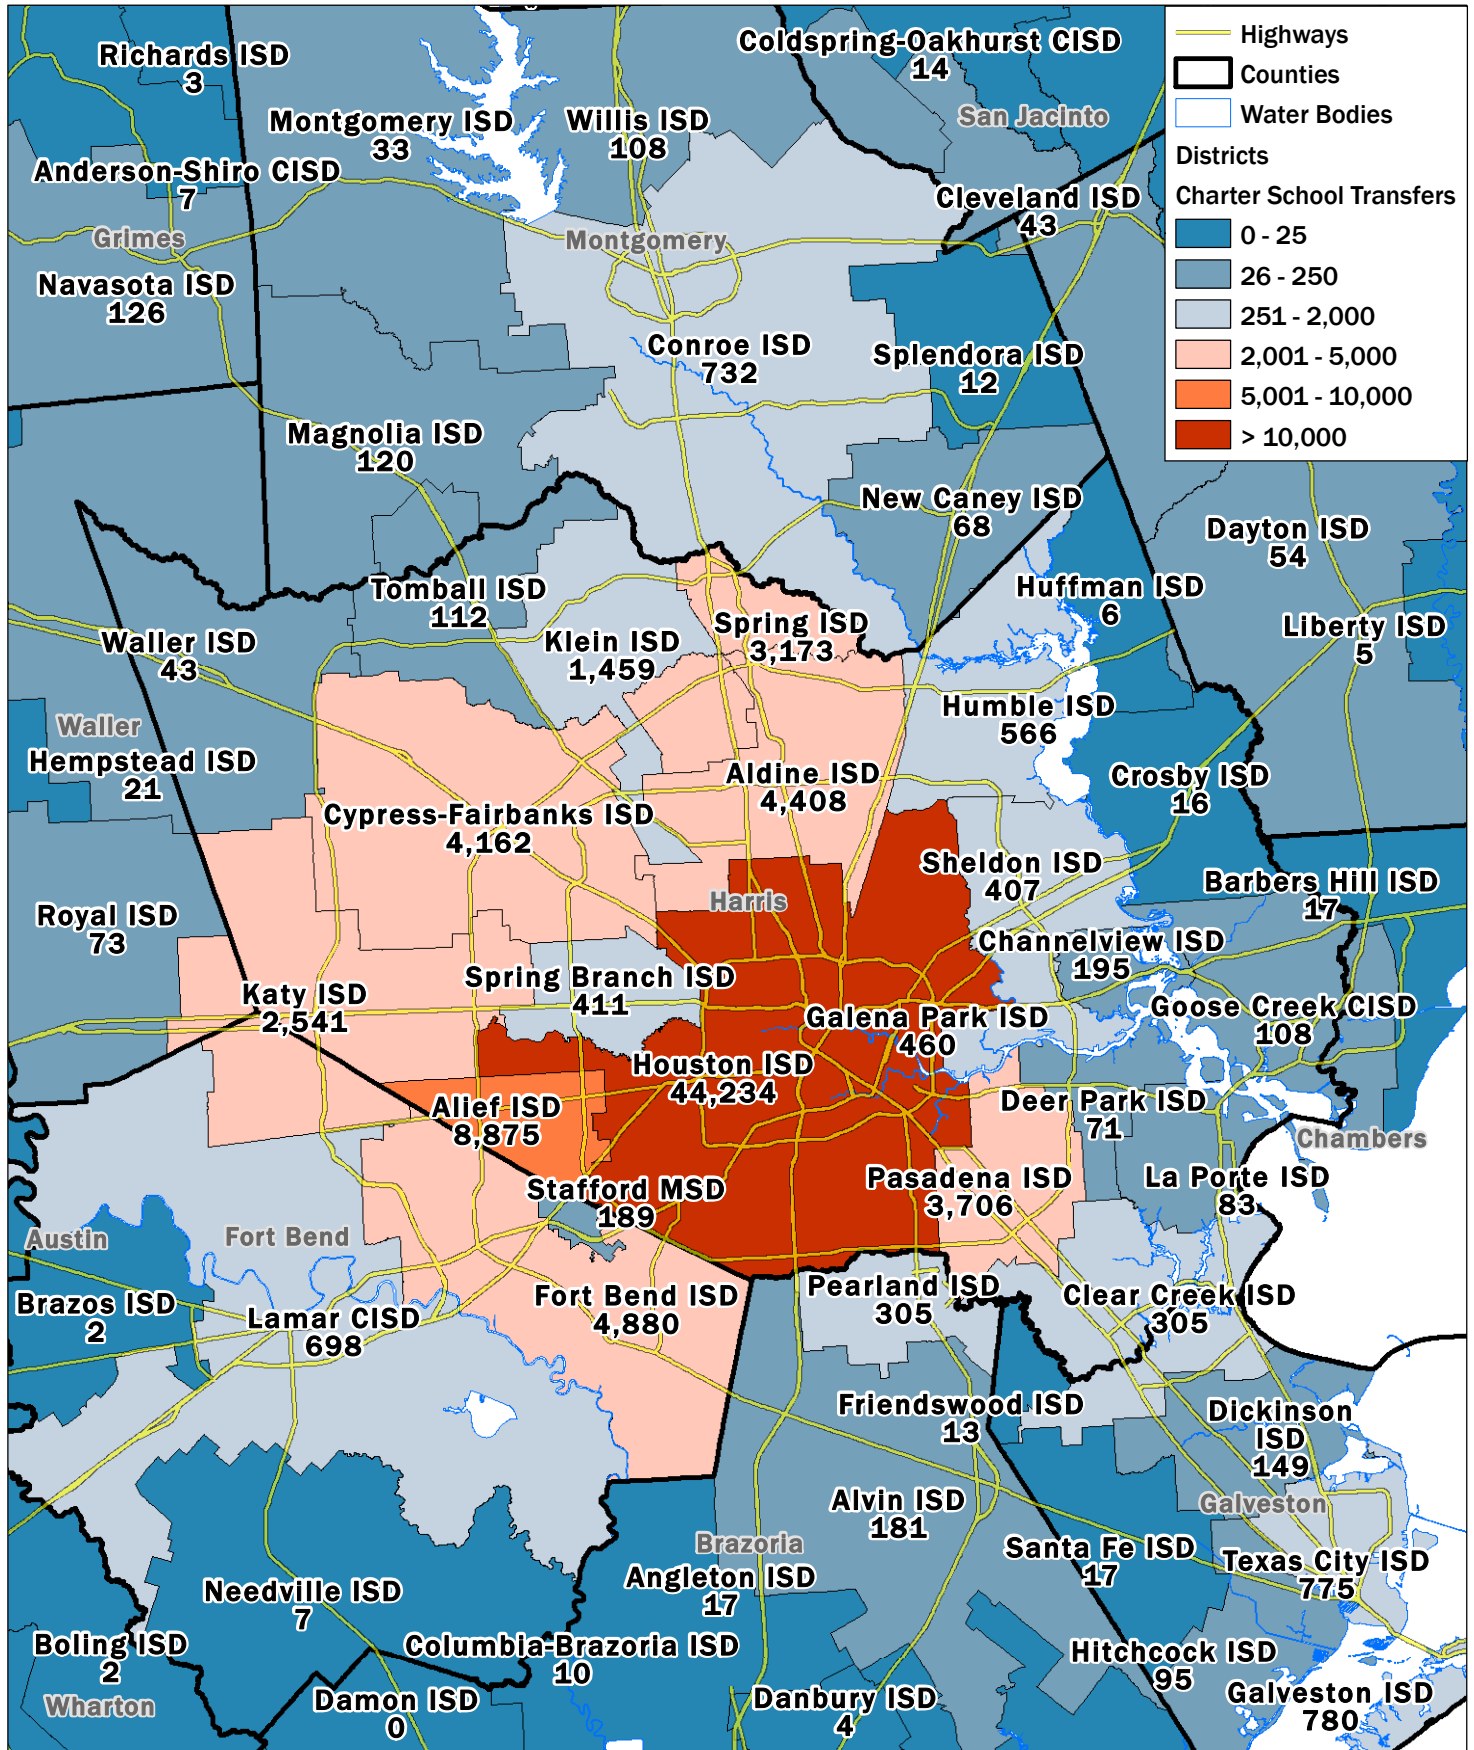 Highways
Counties
Water Bodies
Districts
Charter School Transfers
0 - 25
26 - 250
251 - 2,000
2,001 - 5,000
5,001 - 10,000
> 10,000
Richards ISD
3
Coldspring-Oakhurst CISD
14
Montgomery ISD
33
Willis ISD
108
San Jacinto
Anderson-Shiro CISD
7
Cleveland ISD
43
Grimes
Montgomery
Navasota ISD
126
Conroe ISD
732
Splendora ISD
12
Magnolia ISD
120
New Caney ISD
68
Dayton ISD
54
Tomball ISD
112
Huffman ISD
6
Waller ISD
43
Klein ISD
1,459
Spring ISD
3,173
Liberty ISD
5
Humble ISD
566
Waller
Hempstead ISD
21
Aldine ISD
4,408
Crosby ISD
16
Cypress-Fairbanks ISD
4,162
Sheldon ISD
407
Barbers Hill ISD
17
Harris
Royal ISD
73
Channelview ISD
195
Spring Branch ISD
411
Katy ISD
2,541
Galena Park ISD
460
Goose Creek CISD
108
Houston ISD
44,234
Alief ISD
8,875
Deer Park ISD
71
Chambers
Stafford MSD
189
Pasadena ISD
3,706
La Porte ISD
83
Austin
Fort Bend
Brazos ISD
2
Lamar CISD
698
Fort Bend ISD
4,880
Pearland ISD
305
Clear Creek ISD
305
Friendswood ISD
13
Dickinson
ISD
149
Alvin ISD
181
Galveston
Brazoria
Angleton ISD
17
Santa Fe ISD
17
Texas City ISD
775
Needville ISD
7
Boling ISD
2
Columbia-Brazoria ISD
10
Hitchcock ISD
95
Wharton
Damon ISD
0
Danbury ISD
4
Galveston ISD
780